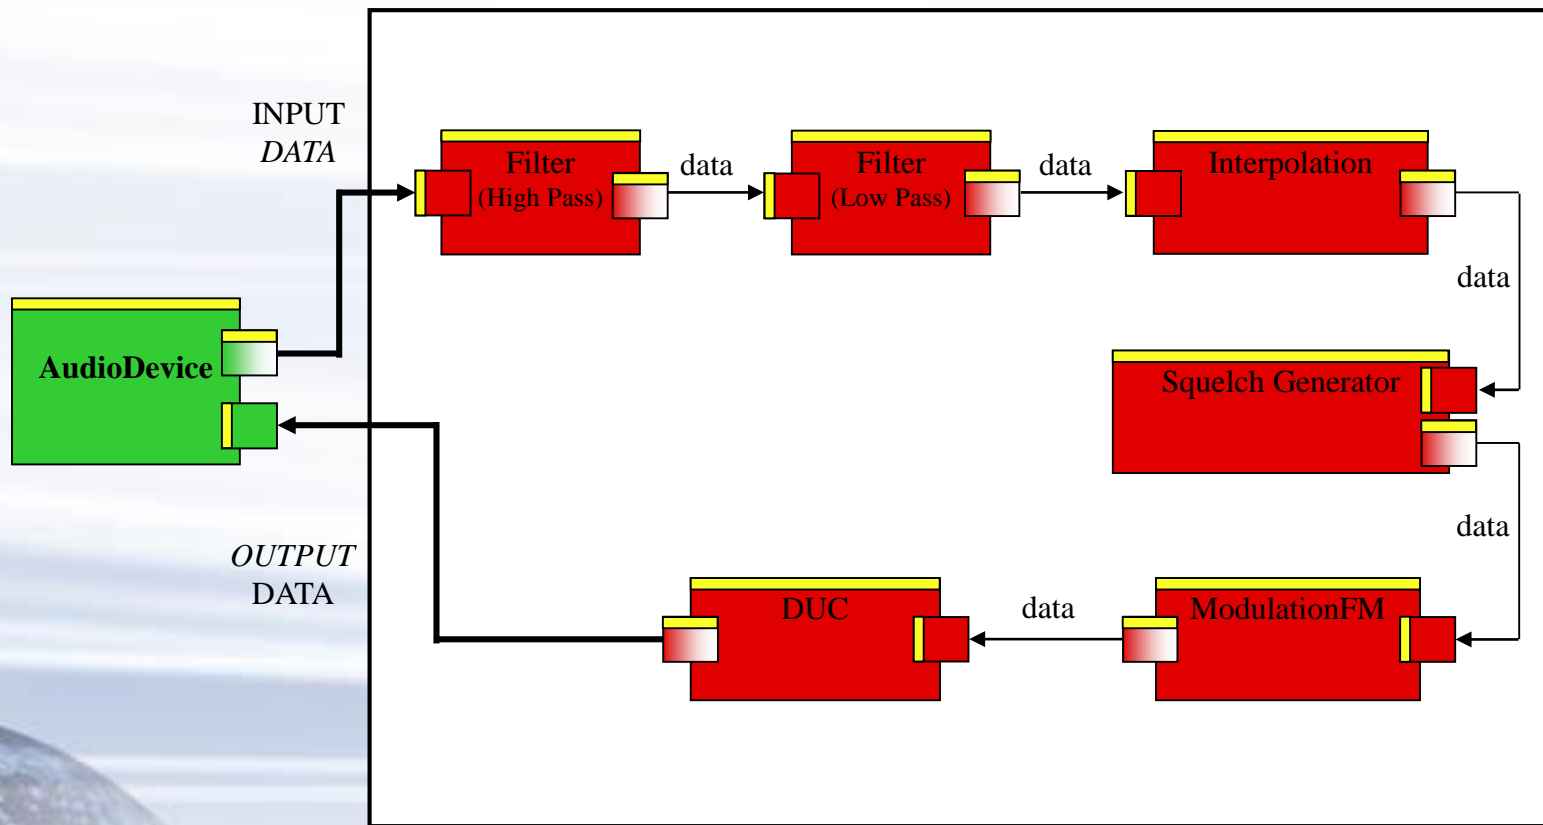 INPUT
DATA
Filter
(High Pass)
data
Filter
(Low Pass)
data
Interpolation
data
AudioDevice
Squelch Generator
data
OUTPUT
DATA
DUC
data
ModulationFM